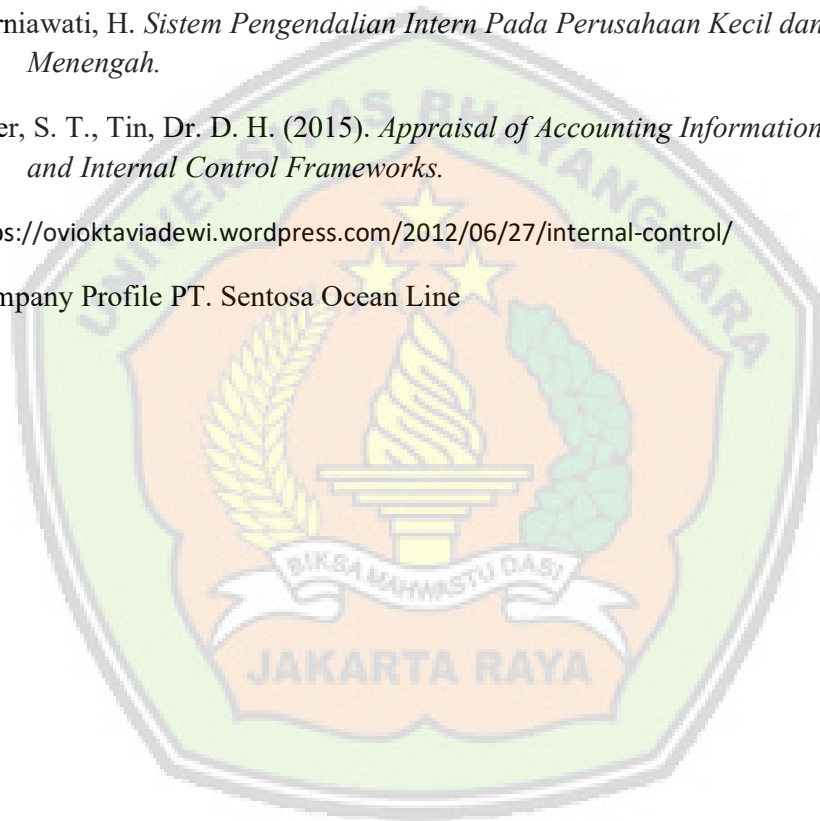 rniawati, H. Sistem Pengendalian Intern Pada Perusahaan Kecil dan
Menengah.
er, S. T., Tin, Dr. D. H. (2015). Appraisal of Accounting Information
and Internal Control Frameworks.
ps://ovioktaviadewi.wordpress.com/2012/06/27/internal-control/
mpany Profile PT. Sentosa Ocean Line
UNIVERSITAS BHAYANGKARA
BIKSA MAHWASTU DASI
JAKARTA RAYA